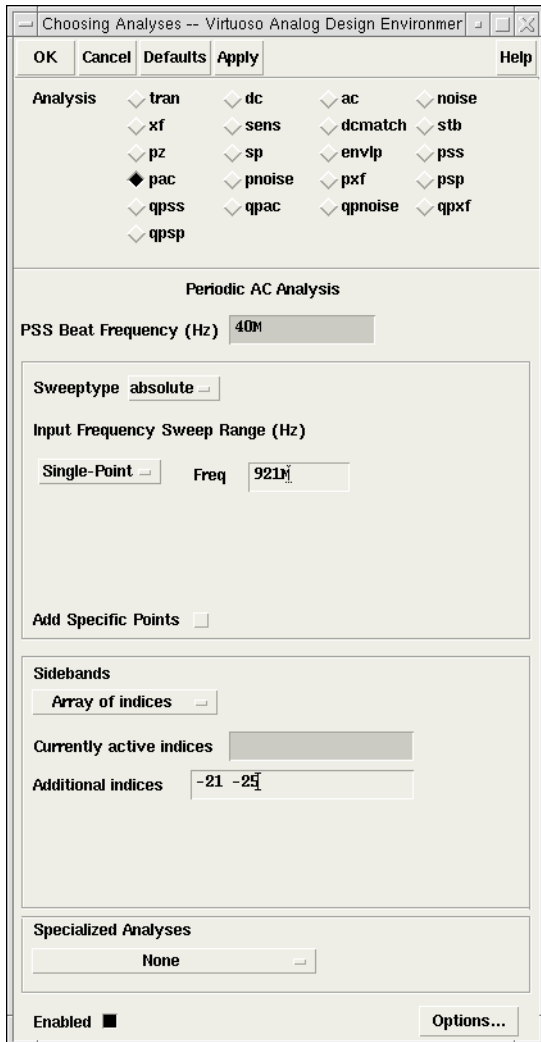 Choosing Analyses -- Virtuoso Analog Design Environmer
OK Cancel Defaults Apply Help
Analysis tran dc ac noise
xf sens dcmatch stb
pz sp envlp pss
pac pnoise pxf psp
qpss qpac qpnoise qpxf
qpsp
Periodic AC Analysis
PSS Beat Frequency (Hz) 40M
Sweeptype absolute
Input Frequency Sweep Range (Hz)
Single-Point Freq 921M
Add Specific Points
Sidebands
Array of indices
Currently active indices
Additional indices -21 -25
Specialized Analyses
None
Enabled Options...